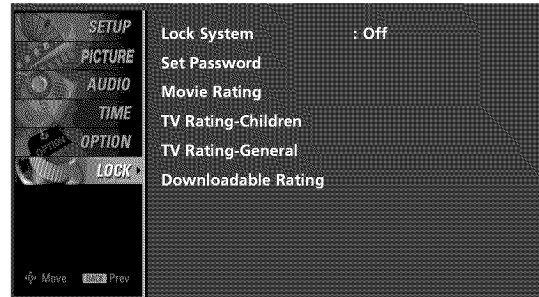 SETUP
PICTURE
AUDIO
TIME
OPTION
LOCK
Lock System : Off
Set Password
Movie Rating
TV Rating-Children
TV Rating-General
Downloadable Rating
Move BACK Prev